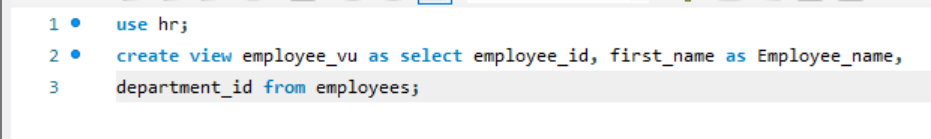 1 use hr;
2 create view employee_vu as select employee_id, first_name as Employee_name,
3 department_id from employees;